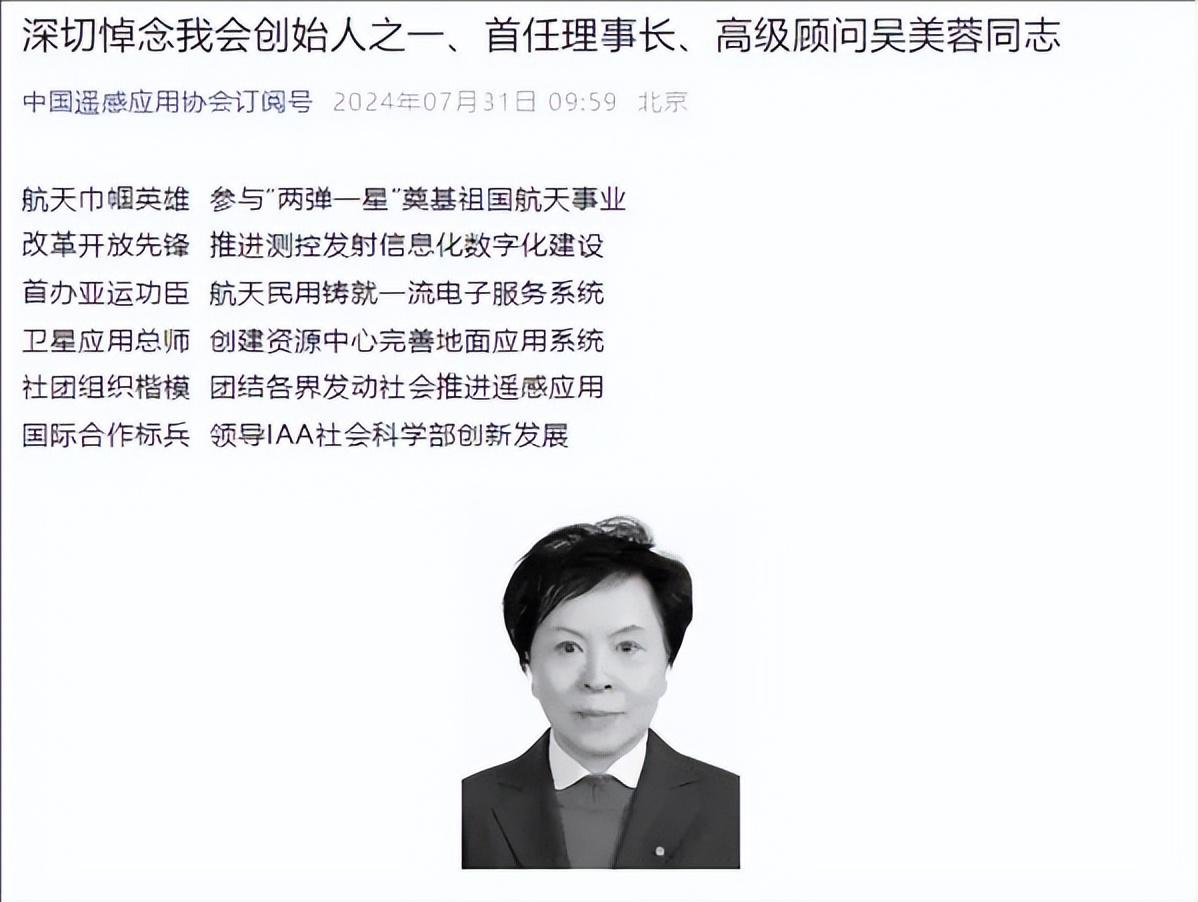 深切悼念我会创始人之一、首任理事长、高级顾问吴美蓉同志
中国遥感应用协会订阅号 2024年07月31日 09:59 北京
航天巾帼英雄 参与“两弹一星”奠基祖国航天事业
改革开放先锋 推进测控发射信息化数字化建设
首办亚运功臣 航天民用铸就一流电子服务系统
卫星应用总师 创建资源中心完善地面应用系统
社团组织楷模 团结各界发动社会推进遥感应用
国际合作标兵 领导IAA社会科学部创新发展